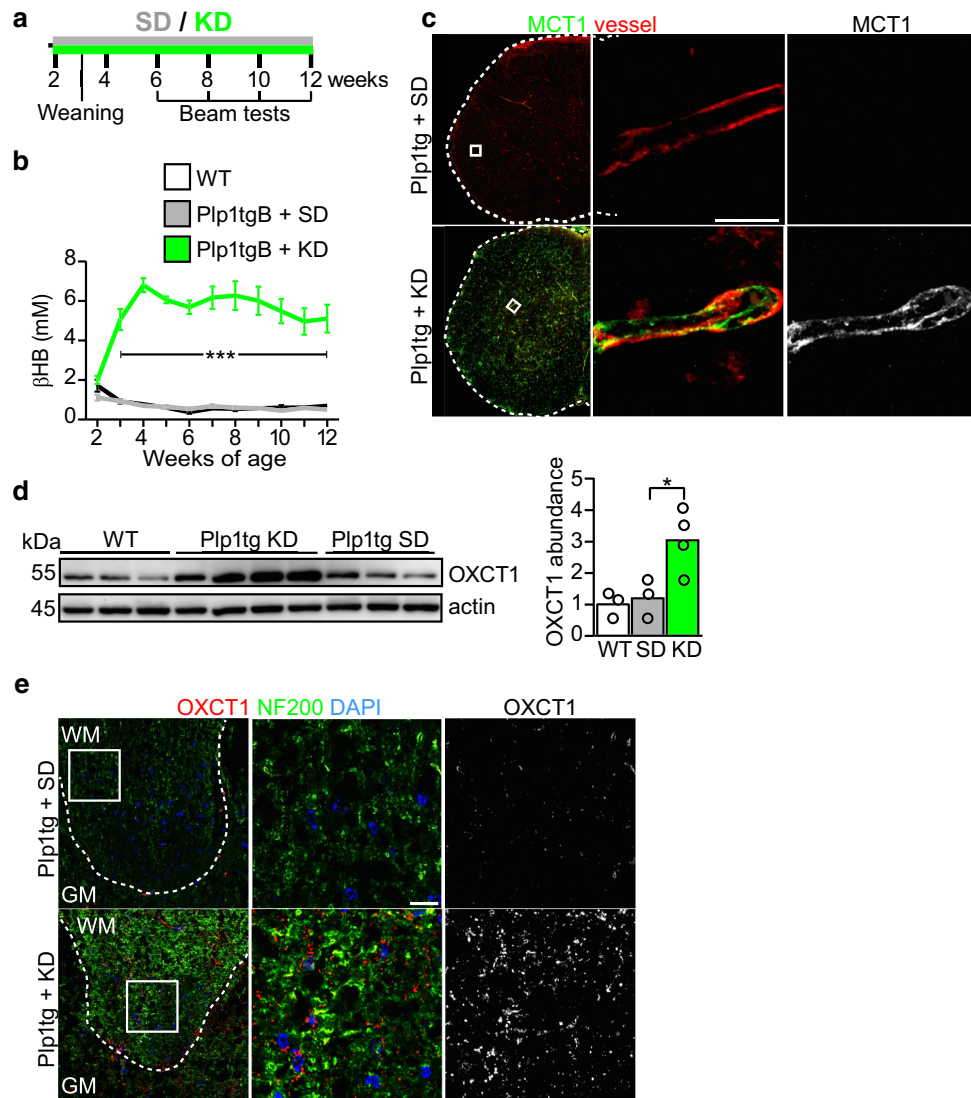 a
SD / KD
2 4 6 8 10 12 weeks
Weaning
Beam tests
b
WT
Plp1tgB + SD
Plp1tgB + KD
βHB (mM)
8
6
4
2
0
***
2 4 6 8 10 12
Weeks of age
c
MCT1 vessel
MCT1
Plp1tg + SD
Plp1tg + KD
d
kDa
WT
Plp1tg KD
Plp1tg SD
55
OXCT1
45
actin
OXCT1 abundance
5
4
3
2
1
0
*
WT SD KD
e
OXCT1 NF200 DAPI
OXCT1
Plp1tg + SD
WM
GM
Plp1tg + KD
WM
GM